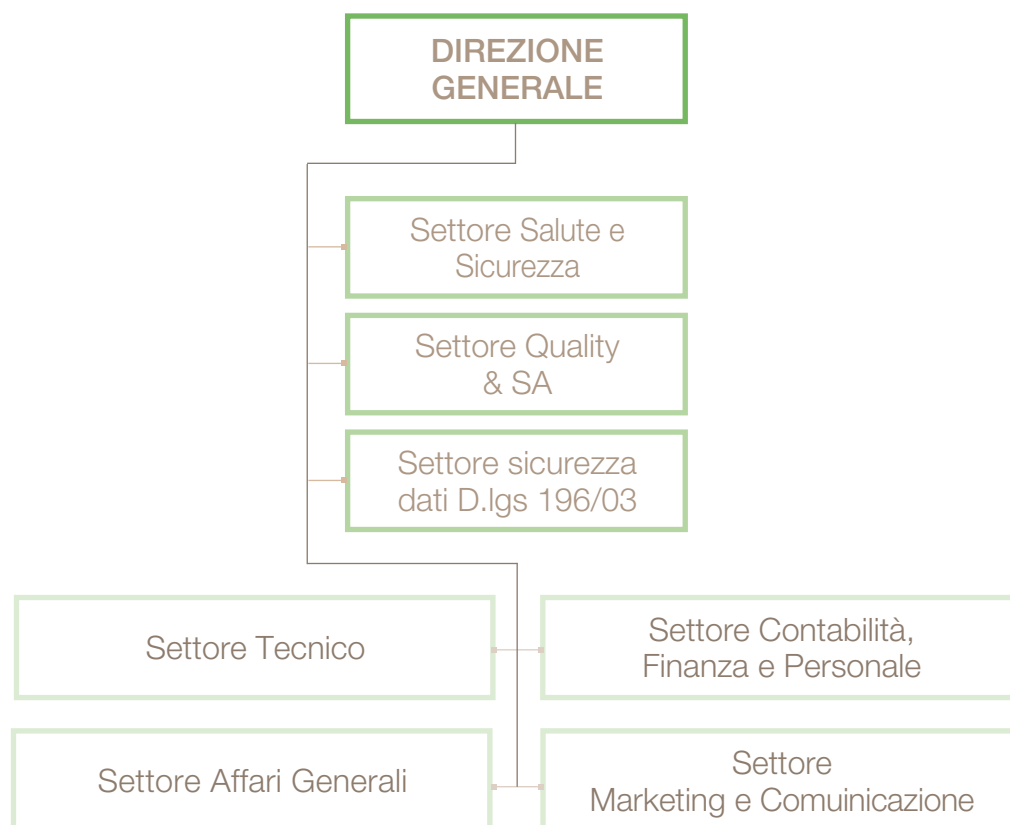 DIREZIONE
GENERALE
Settore Salute e
Sicurezza
Settore Quality
& SA
Settore sicurezza
dati D.lgs 196/03
Settore Tecnico
Settore Contabilità,
Finanza e Personale
Settore Affari Generali
Settore
Marketing e Comuinicazione